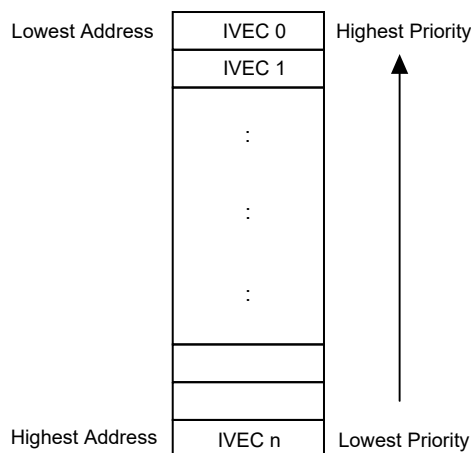 Lowest Address IVEC 0 Highest Priority
IVEC 1
:
:
:
Highest Address IVEC n Lowest Priority